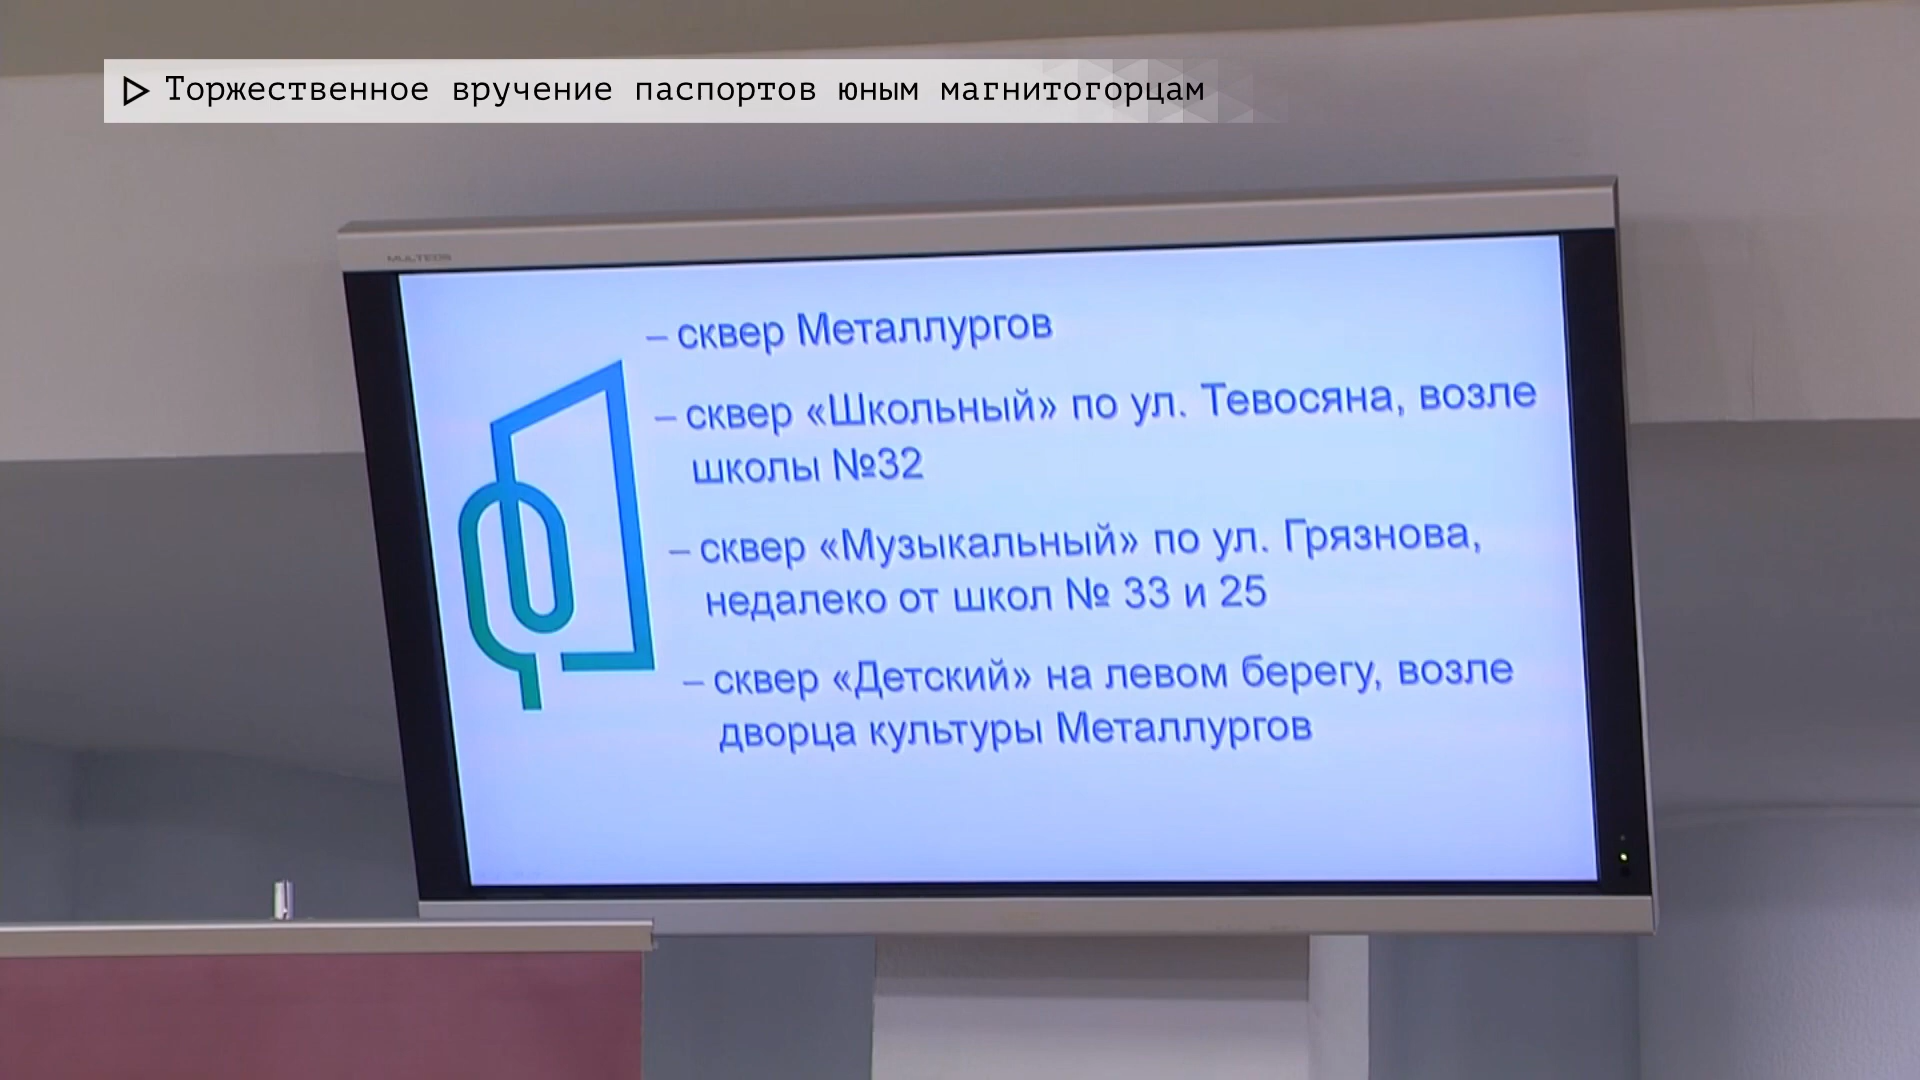 Торжественное вручение паспортов юным магнитогорцам
MULTEOS
– сквер Металлургов
– сквер «Школьный» по ул. Тевосяна, возле
школы №32
– сквер «Музыкальный» по ул. Грязнова,
недалеко от школ № 33 и 25
– сквер «Детский» на левом берегу, возле
дворца культуры Металлургов